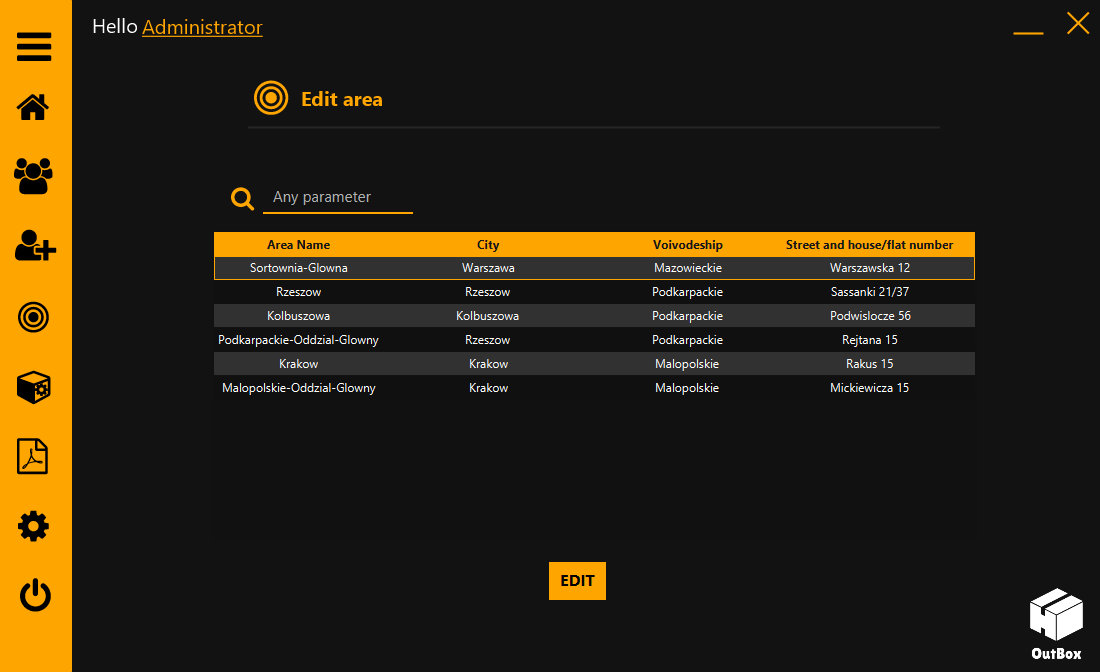 Hello Administrator
Edit area
Any parameter
Area Name City Voivodeship Street and house/flat number
Sortownia-Glowna Warszawa Mazowieckie Warszawska 12
Rzeszow Rzeszow Podkarpackie Sassanki 21/37
Kolbuszowa Kolbuszowa Podkarpackie Podwislocze 56
Podkarpackie-Oddzial-Glowny Rzeszow Podkarpackie Rejtana 15
Krakow Krakow Malopolskie Rakus 15
Malopolskie-Oddzial-Glowny Krakow Malopolskie Mickiewicza 15
EDIT
OutBox